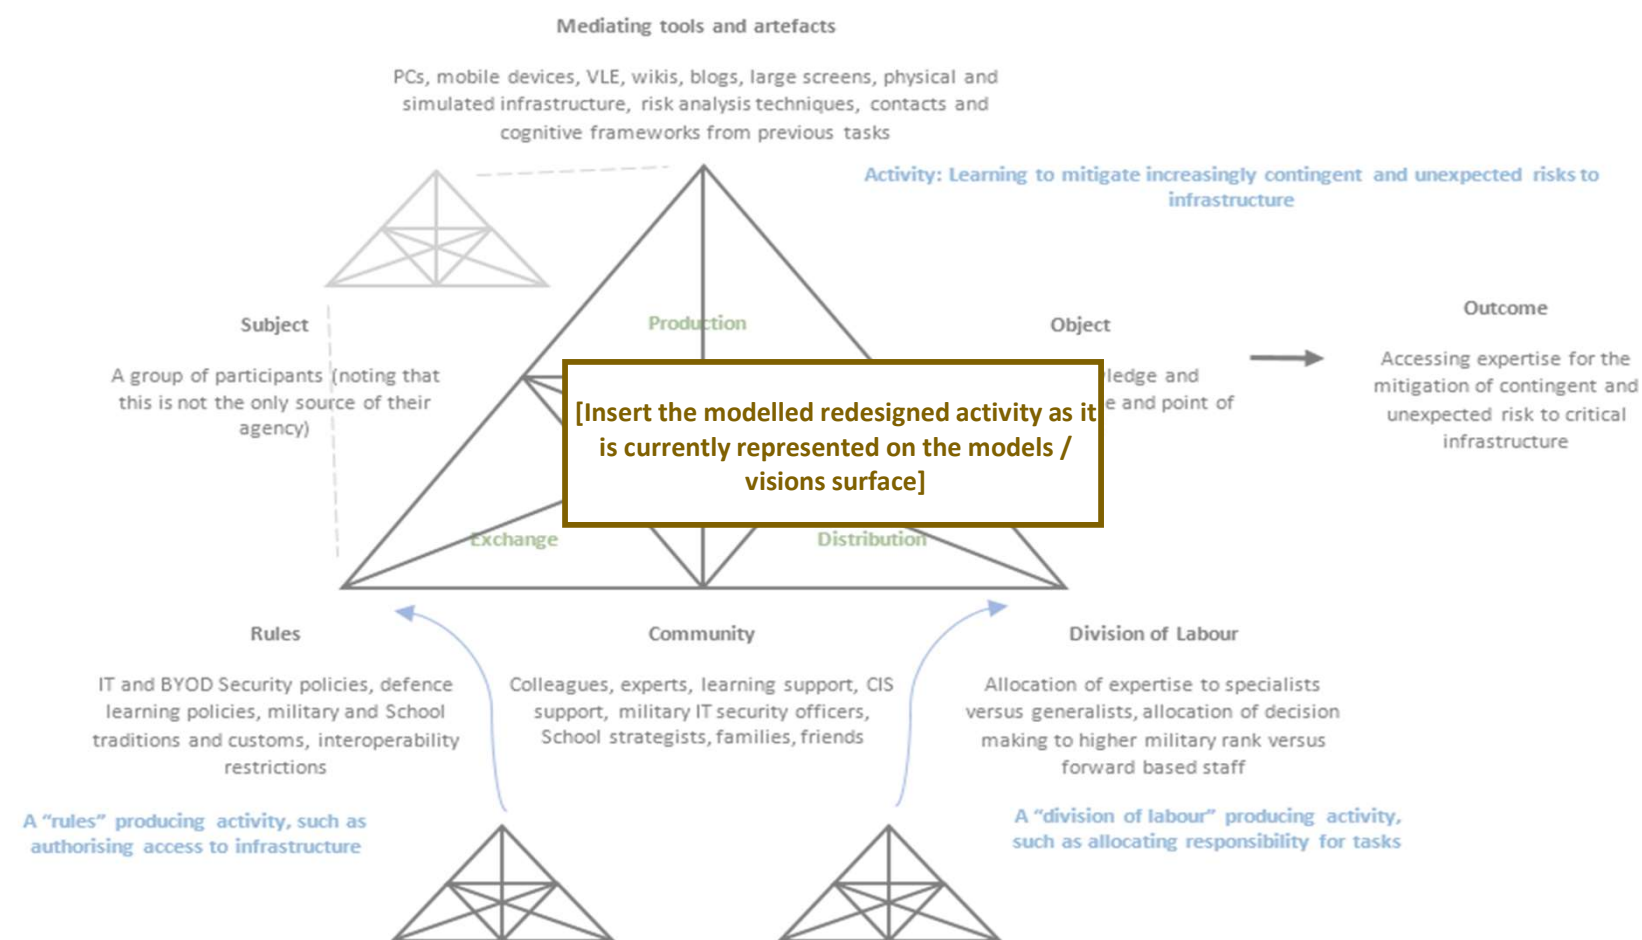 Mediating tools and artefacts
PCs, mobile devices, VLE, wikis, blogs, large screens, physical and
simulated infrastructure, risk analysis techniques, contacts and
cognitive frameworks from previous tasks
Activity: Learning to mitigate increasingly contingent and unexpected risks to
infrastructure
Production
Subject
A group of participants (noting that
this is not the only source of their
agency)
Object
and
e and point of
Outcome
Accessing expertise for the
mitigation of contingent and
unexpected risk to critical
infrastructure
[Insert the modelled redesigned activity as it
is currently represented on the models /
visions surface]
Exchange
Distribution
Rules
IT and BYOD Security policies, defence
learning policies, military and School
traditions and customs, interoperability
restrictions
Community
Colleagues, experts, learning support, CIS
support, military IT security officers,
School strategists, families, friends
Division of Labour
Allocation of expertise to specialists
versus generalists, allocation of decision
making to higher military rank versus
forward based staff
A “rules” producing activity, such as
authorising access to infrastructure
A “division of labour” producing activity,
such as allocating responsibility for tasks